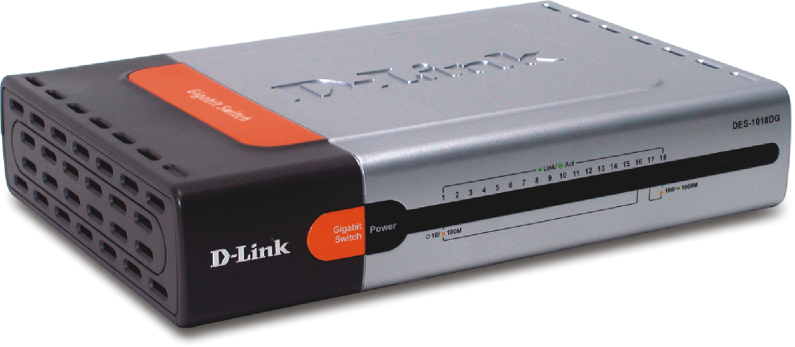 D-Link
Gigabit Switch
DES-1018DG
Link/ Act
1 2 3 4 5 6 7 8 9 10 11 12 13 14 15 16 17 18
100/ 1000M
10/ 100M
Gigabit
Switch
Power
D-Link